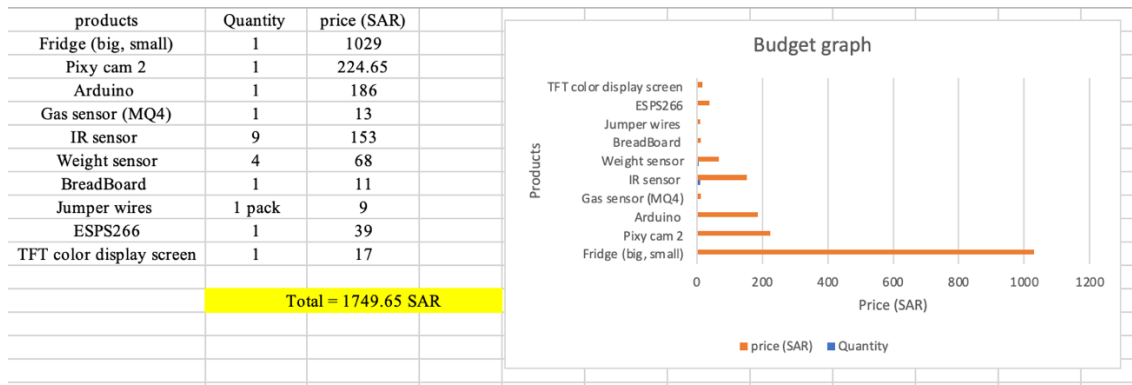 products Quantity price (SAR)
Fridge (big, small) 1 1029
Pixy cam 2 1 224.65
Arduino 1 186
Gas sensor (MQ4) 1 13
IR sensor 9 153
Weight sensor 4 68
BreadBoard 1 11
Jumper wires 1 pack 9
ESPS266 1 39
TFT color display screen 1 17
Total = 1749.65 SAR
Budget graph
Products
TFT color display screen
ESPS266
Jumper wires
BreadBoard
Weight sensor
IR sensor
Gas sensor (MQ4)
Arduino
Pixy cam 2
Fridge (big, small)
0 200 400 600 800 1000 1200
Price (SAR)
price (SAR) Quantity